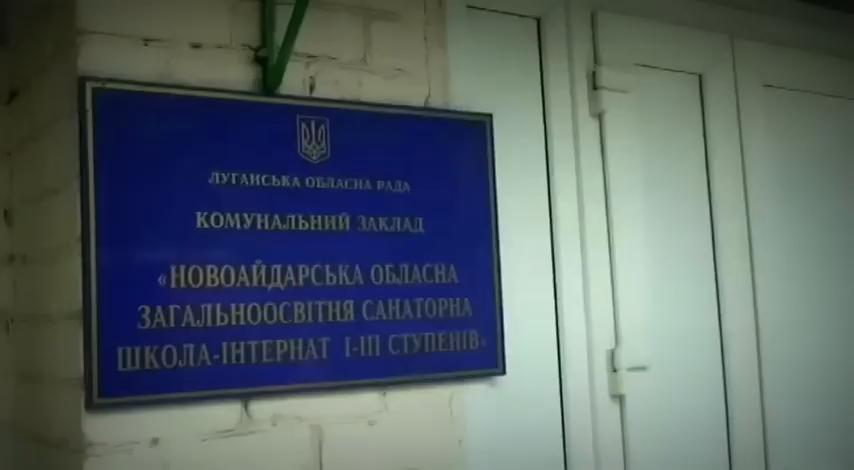 ЛУГАНСЬКА ОБЛАСНА РАДА
КОМУНАЛЬНИЙ ЗАКЛАД
«НОВОАЙДАРСЬКА ОБЛАСНА
ЗАГАЛЬНООСВІТНЯ САНАТОРНА
ШКОЛА-ІНТЕРНАТ І-ІІІ СТУПЕНІВ»